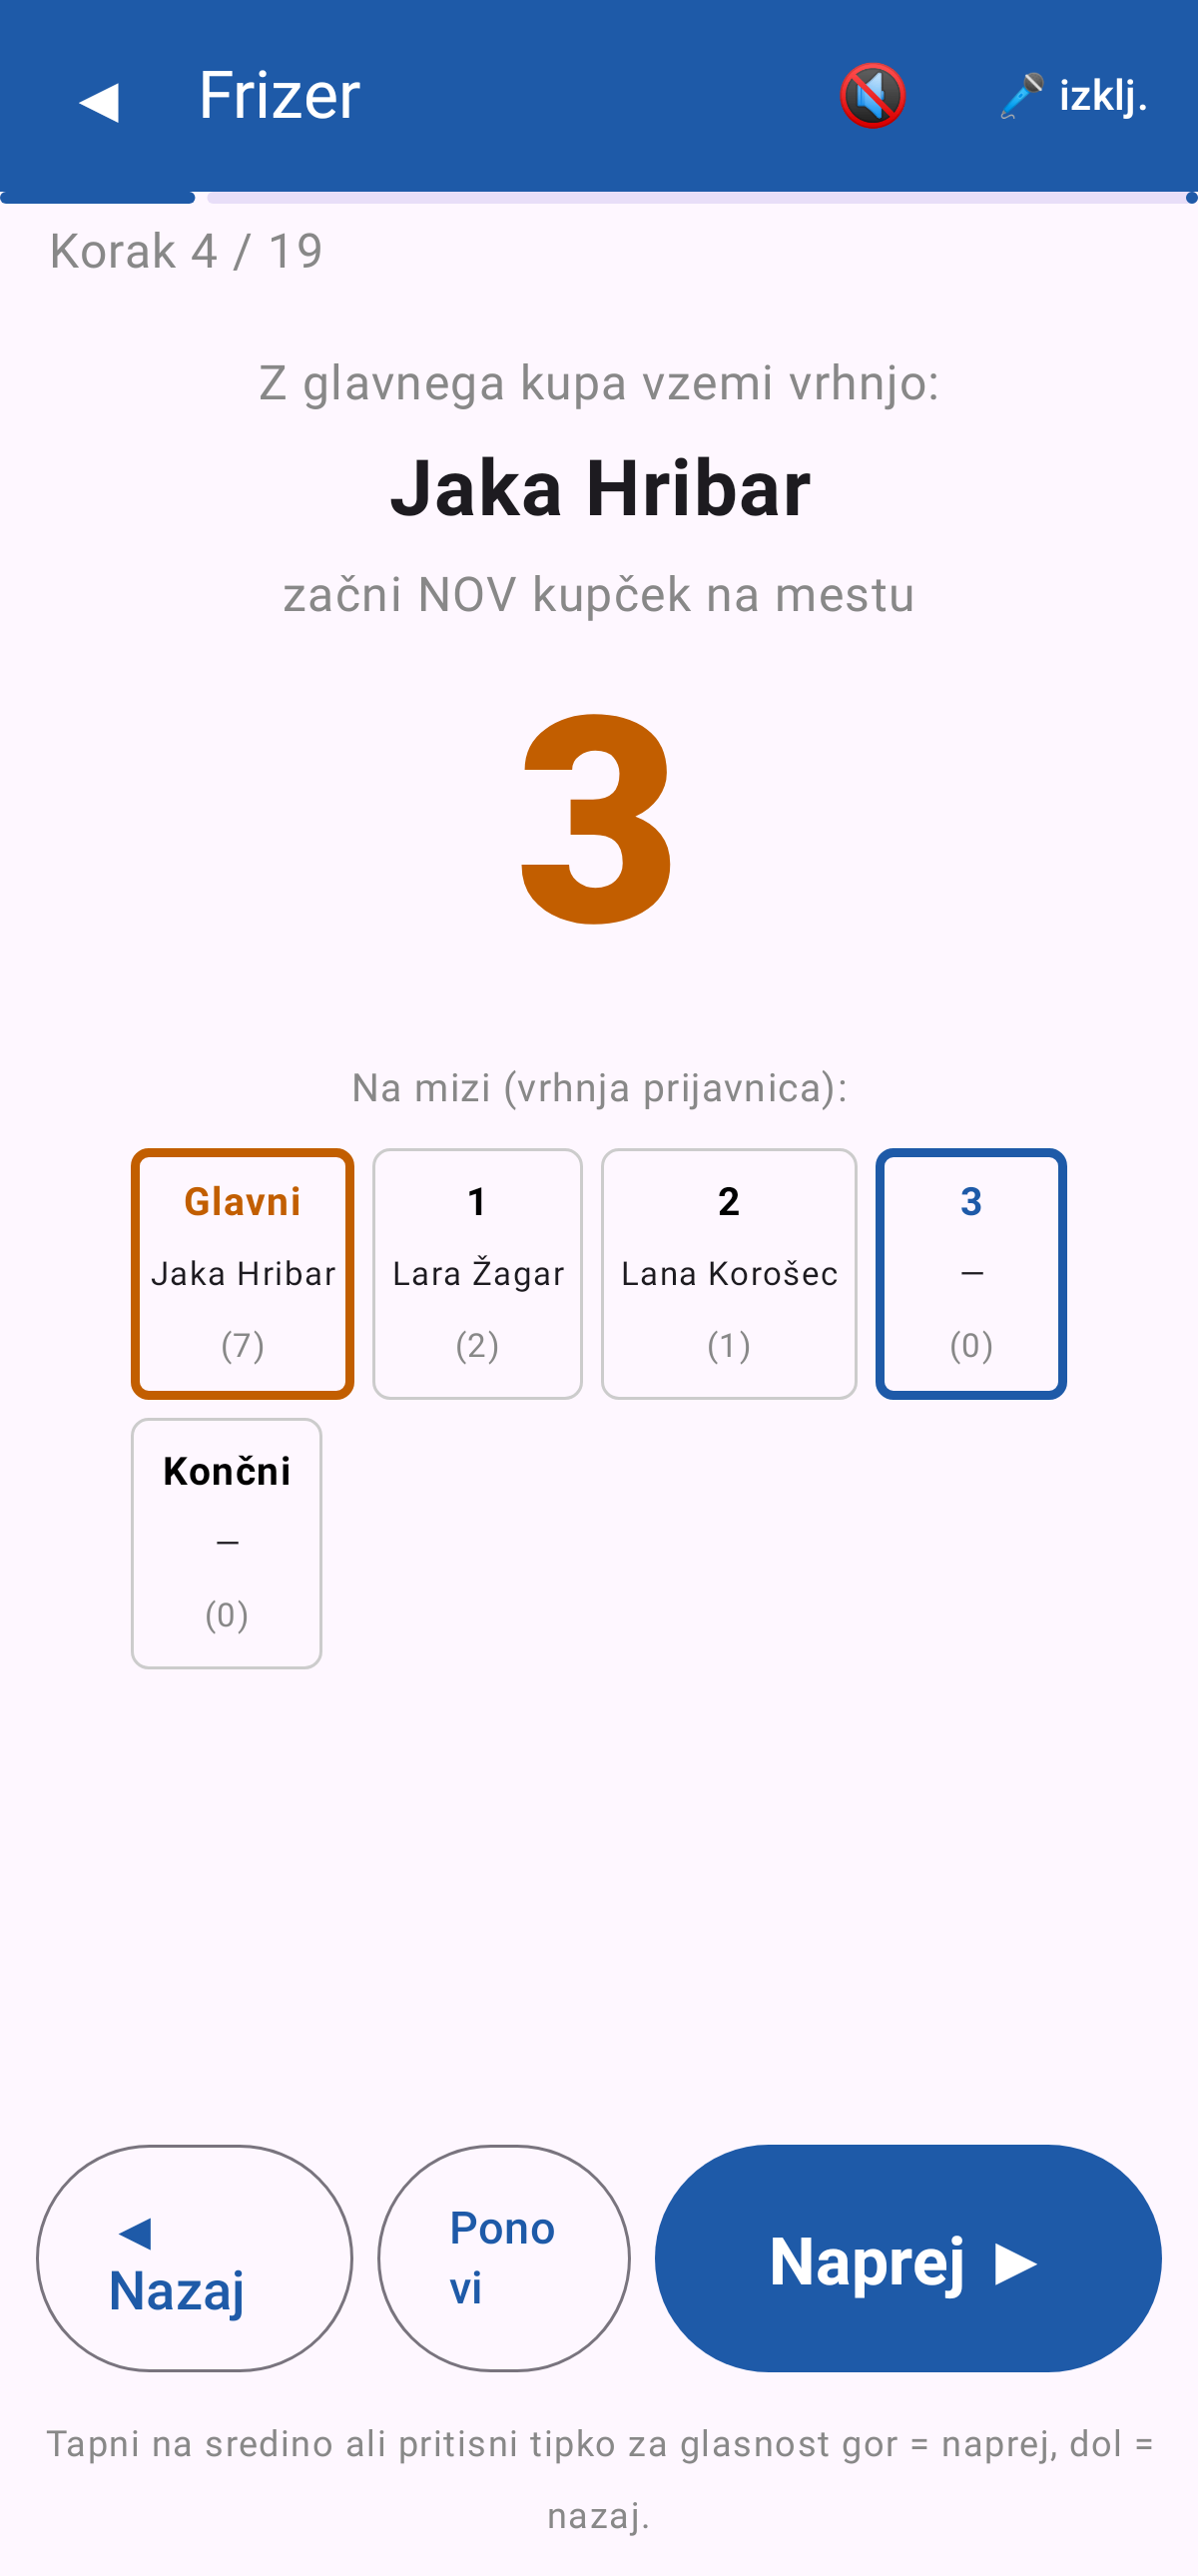 ◀ Frizer 🔇 🎤 izklj.
Korak 4 / 19
Z glavnega kupa vzemi vrhnjo:
Jaka Hribar
začni NOV kupček na mestu
3
Na mizi (vrhnja prijavnica):
Glavni
Jaka Hribar
(7)
1
Lara Žagar
(2)
2
Lana Korošec
(1)
3
–
(0)
Končni
–
(0)
◀
Nazaj
Pono
vi
Naprej ▶
Tapni na sredino ali pritisni tipko za glasnost gor = naprej, dol =
nazaj.